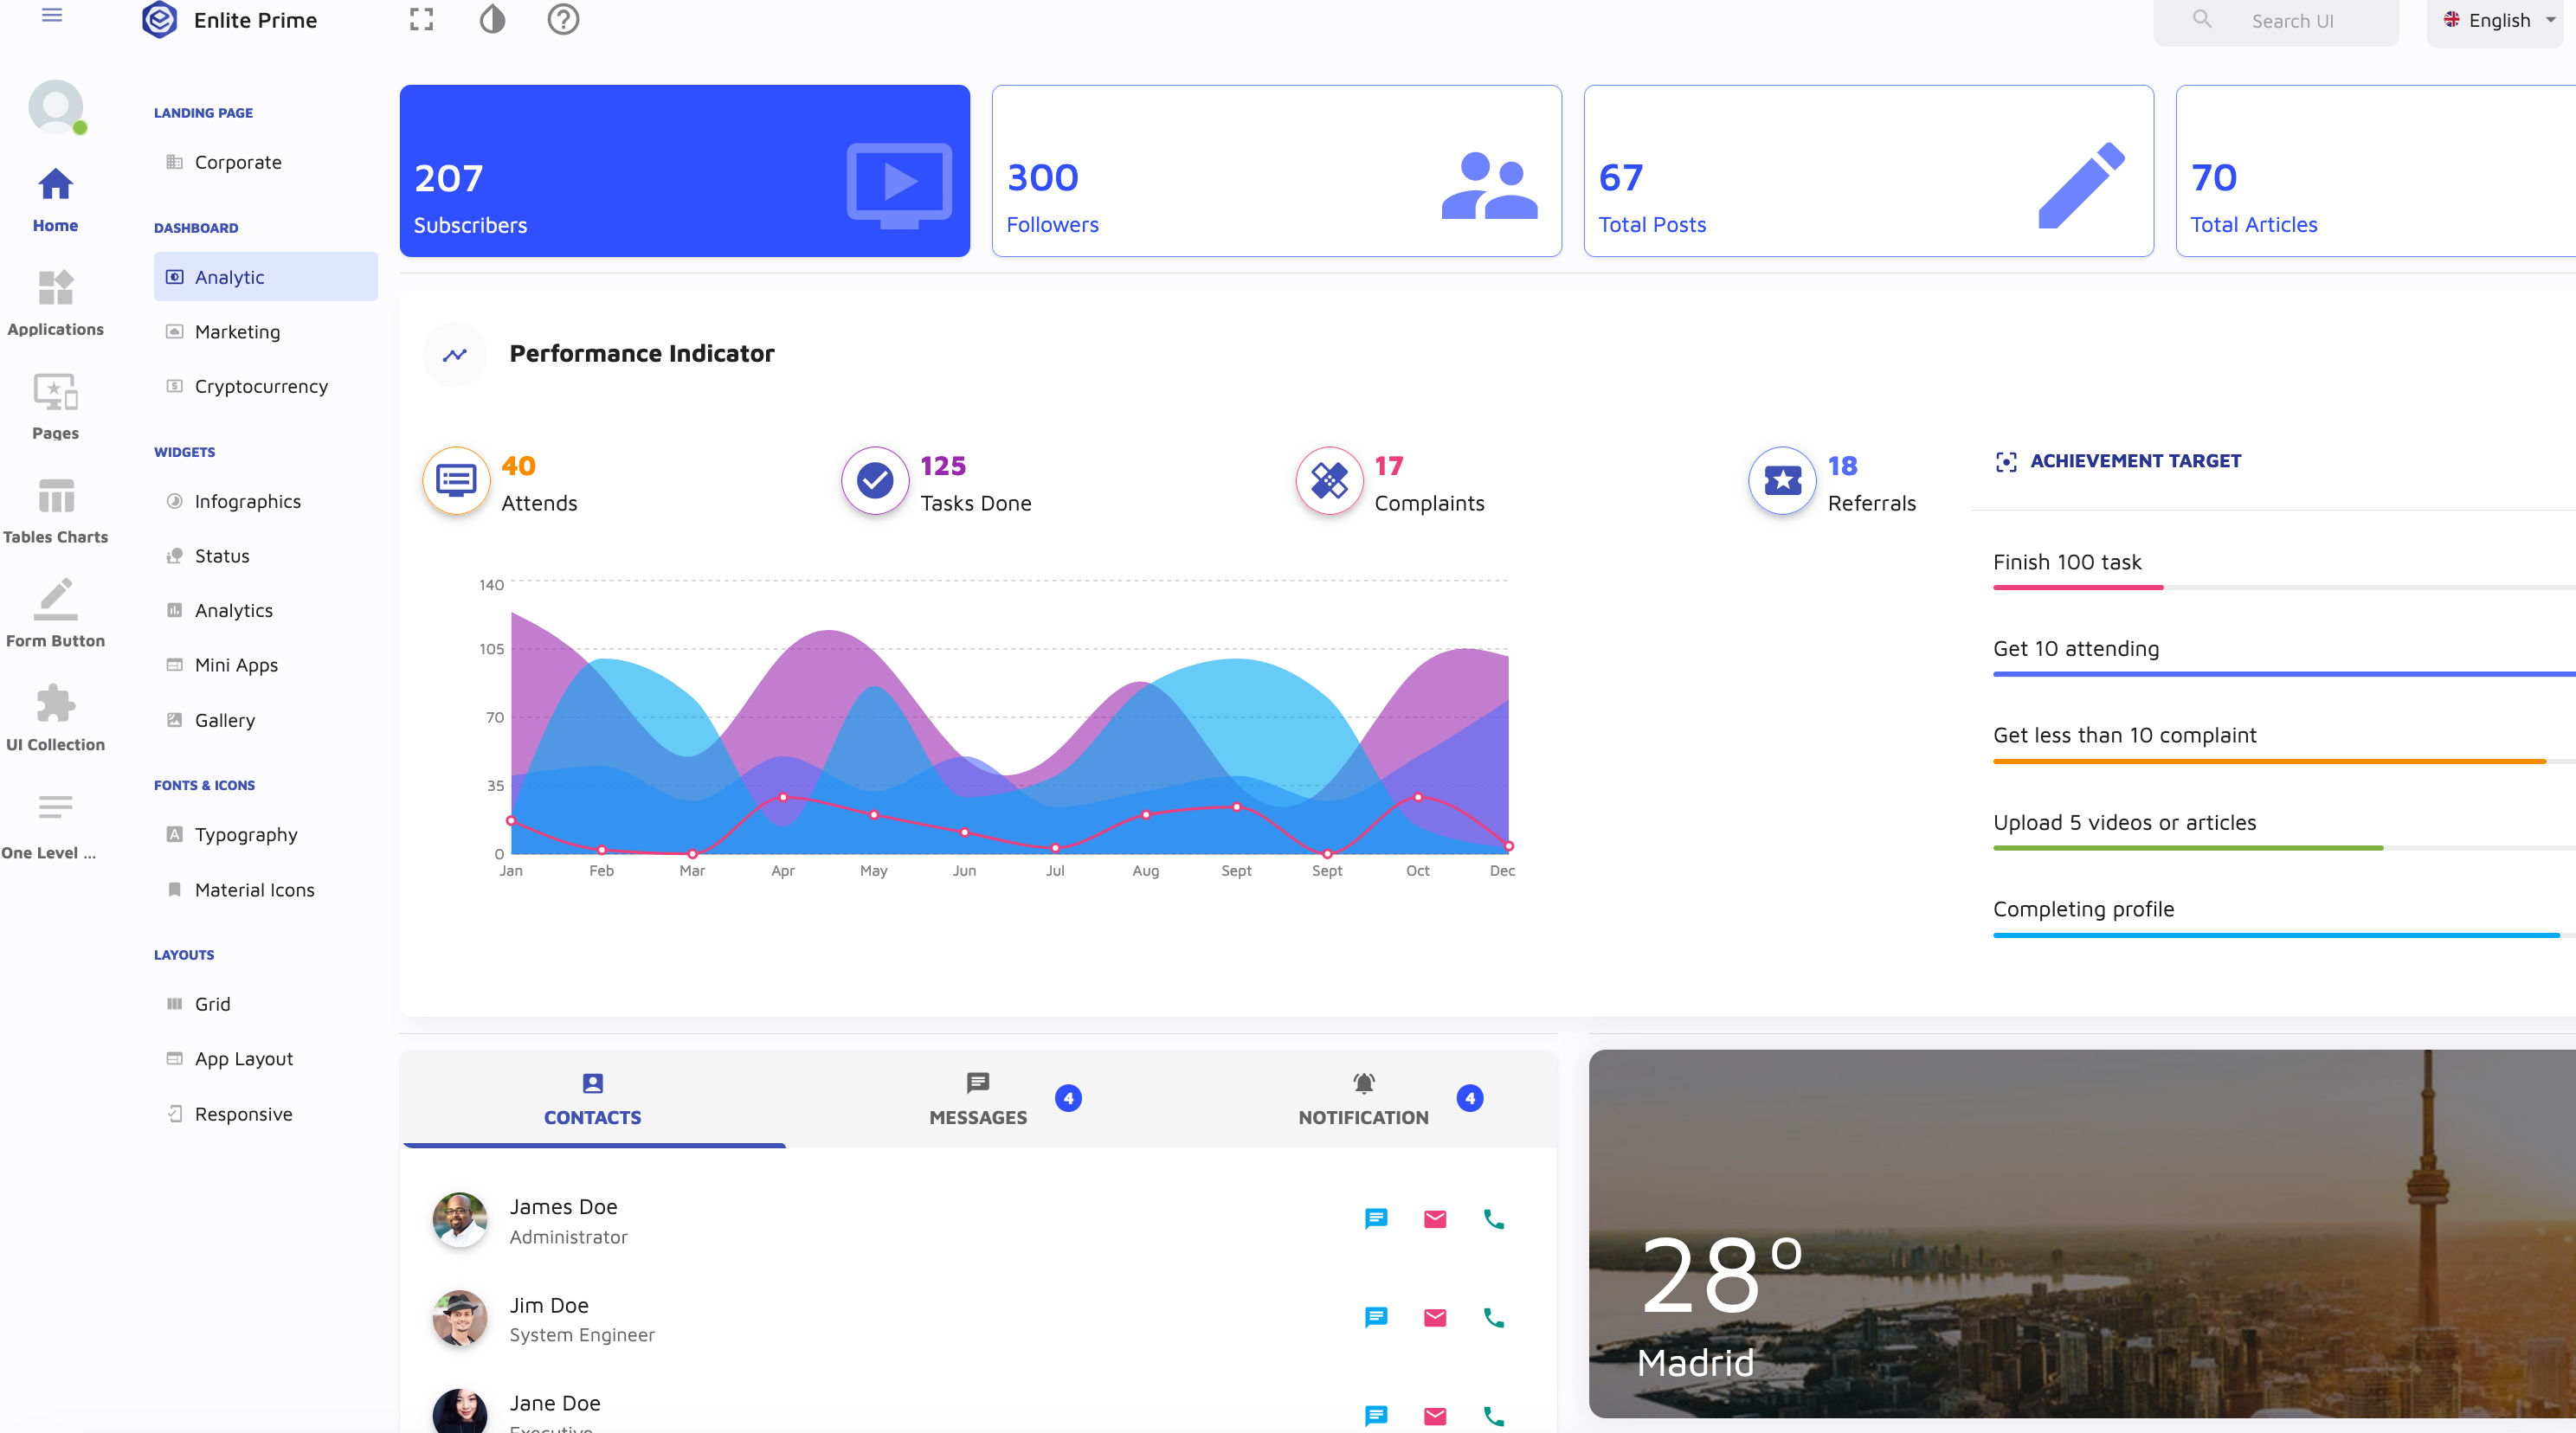 Enlite Prime
Search UI
English
Home
Applications
Pages
Tables Charts
Form Button
UI Collection
One Level ...
LANDING PAGE
Corporate
DASHBOARD
Analytic
Marketing
Cryptocurrency
WIDGETS
Infographics
Status
Analytics
Mini Apps
Gallery
FONTS & ICONS
Typography
Material Icons
LAYOUTS
Grid
App Layout
Responsive
207
Subscribers
300
Followers
67
Total Posts
70
Total Articles
Performance Indicator
40
Attends
125
Tasks Done
17
Complaints
18
Referrals
140
105
70
35
0
Jan Feb Mar Apr May Jun Jul Aug Sept Sept Oct Dec
ACHIEVEMENT TARGET
Finish 100 task
Get 10 attending
Get less than 10 complaint
Upload 5 videos or articles
Completing profile
CONTACTS
MESSAGES
4
NOTIFICATION
4
James Doe
Administrator
Jim Doe
System Engineer
Jane Doe
Executive
28°
Madrid